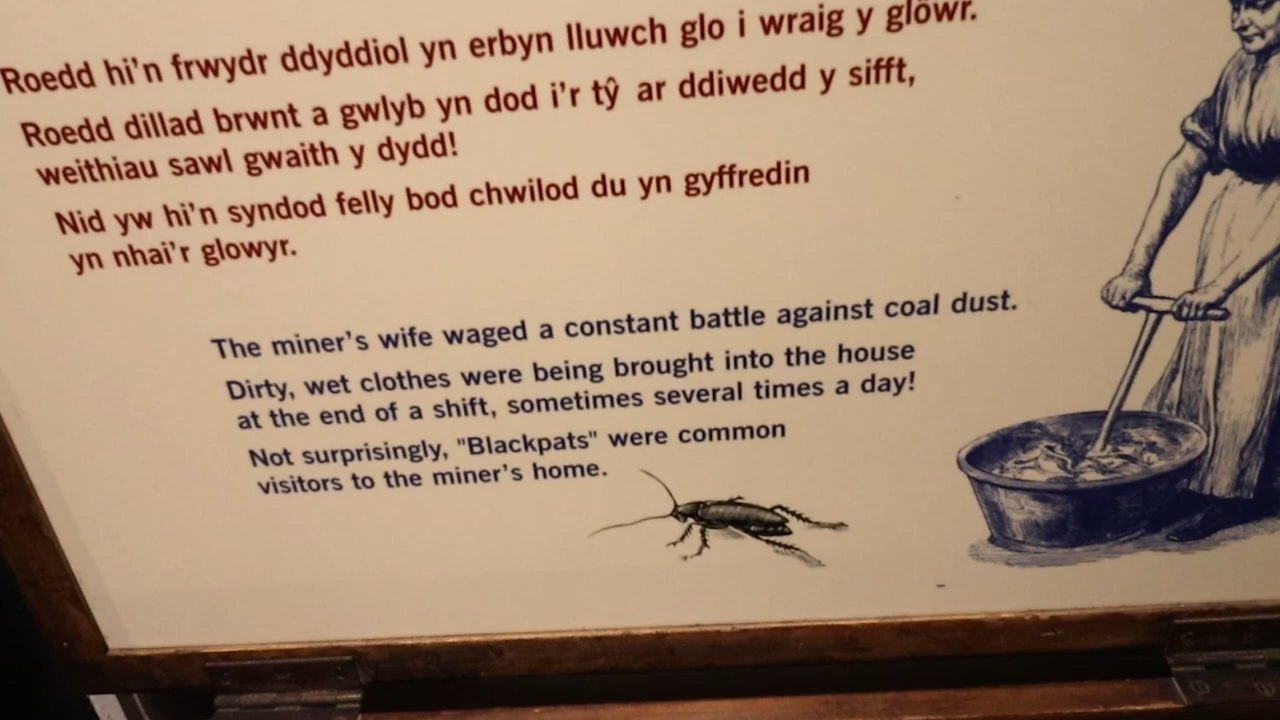 Roedd hi'n frwydr ddyddiol yn erbyn lluwch glo i wraig y glöwr.
Roedd dillad brwnt a gwlyb yn dod i'r tŷ ar ddiwedd y sifft,
weithiau sawl gwaith y dydd!
Nid yw hi'n syndod felly bod chwilod du yn gyffredin
yn nhai'r glowyr.
The miner's wife waged a constant battle against coal dust.
Dirty, wet clothes were being brought into the house
at the end of a shift, sometimes several times a day!
Not surprisingly, "Blackpats" were common
visitors to the miner's home.